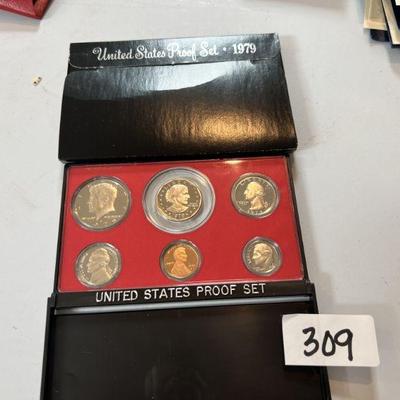 United States Proof Set · 1979
UNITED STATES PROOF SET
309